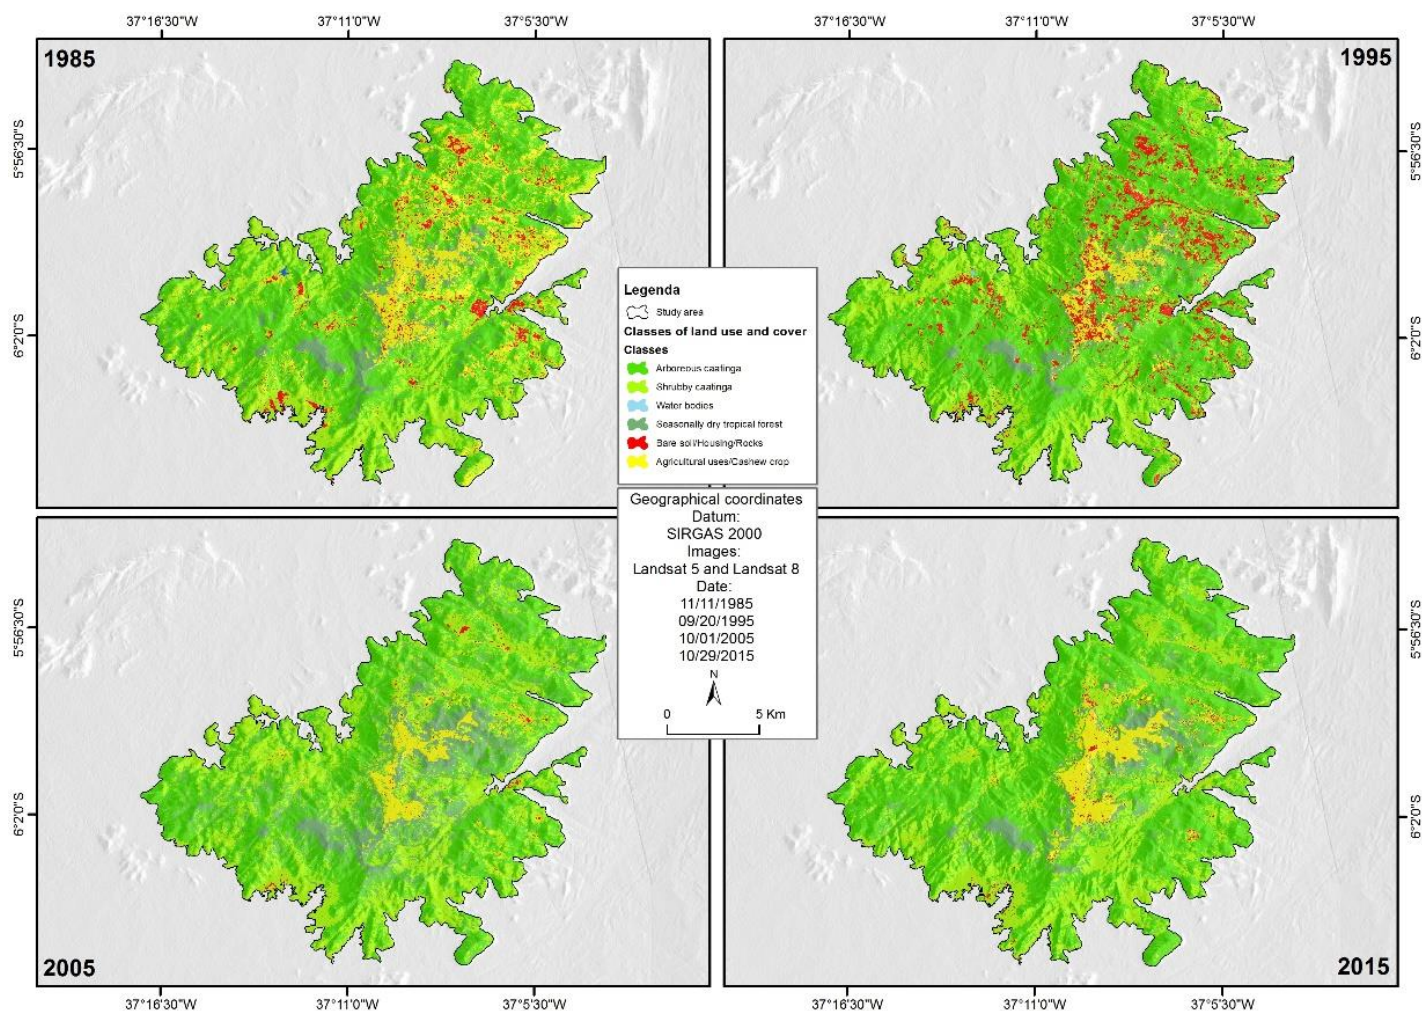 37°16'30"W 37°11'0"W 37°5'30"W 37°16'30"W 37°11'0"W 37°5'30"W
1985
1995
5°56'30"S
5°56'30"S
6°2'0"S
6°2'0"S
Legenda
Study area
Classes of land use and cover
Classes
Arboreous caatinga
Shrubby caatinga
Water bodies
Seasonally dry tropical forest
Bare soil/Housing/Rocks
Agricultural uses/Cashew crop
Geographical coordinates
Datum:
SIRGAS 2000
Images:
Landsat 5 and Landsat 8
Date:
11/11/1985
09/20/1995
10/01/2005
10/29/2015
N
0 5 Km
5°56'30"S
5°56'30"S
6°2'0"S
6°2'0"S
2005
2015
37°16'30"W 37°11'0"W 37°5'30"W 37°16'30"W 37°11'0"W 37°5'30"W